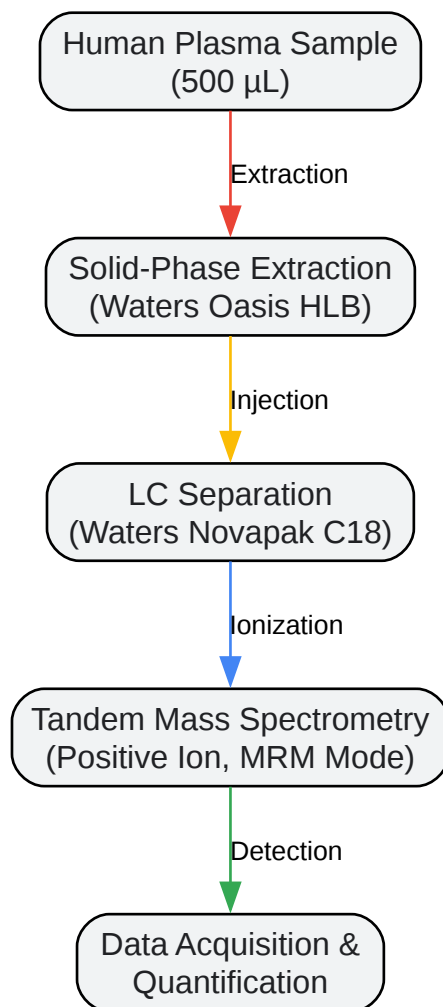 Human Plasma Sample
(500 µL)
Extraction
Solid-Phase Extraction
(Waters Oasis HLB)
Injection
LC Separation
(Waters Novapak C18)
Ionization
Tandem Mass Spectrometry
(Positive Ion, MRM Mode)
Detection
Data Acquisition &
Quantification